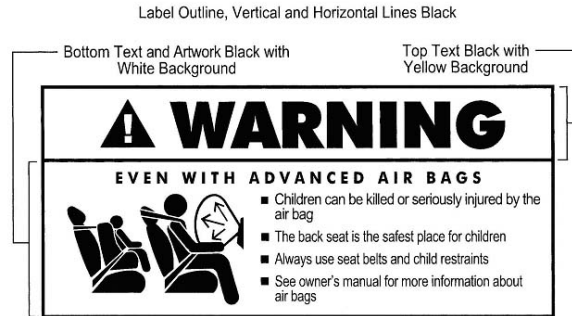 Label Outline, Vertical and Horizontal Lines Black
Bottom Text and Artwork Black with
White Background
Top Text Black with
Yellow Background
WARNING
EVEN WITH ADVANCED AIR BAGS
■ Children can be killed or seriously injured by the
air bag
■ The back seat is the safest place for children
■ Always use seat belts and child restraints
■ See owner's manual for more information about
air bags